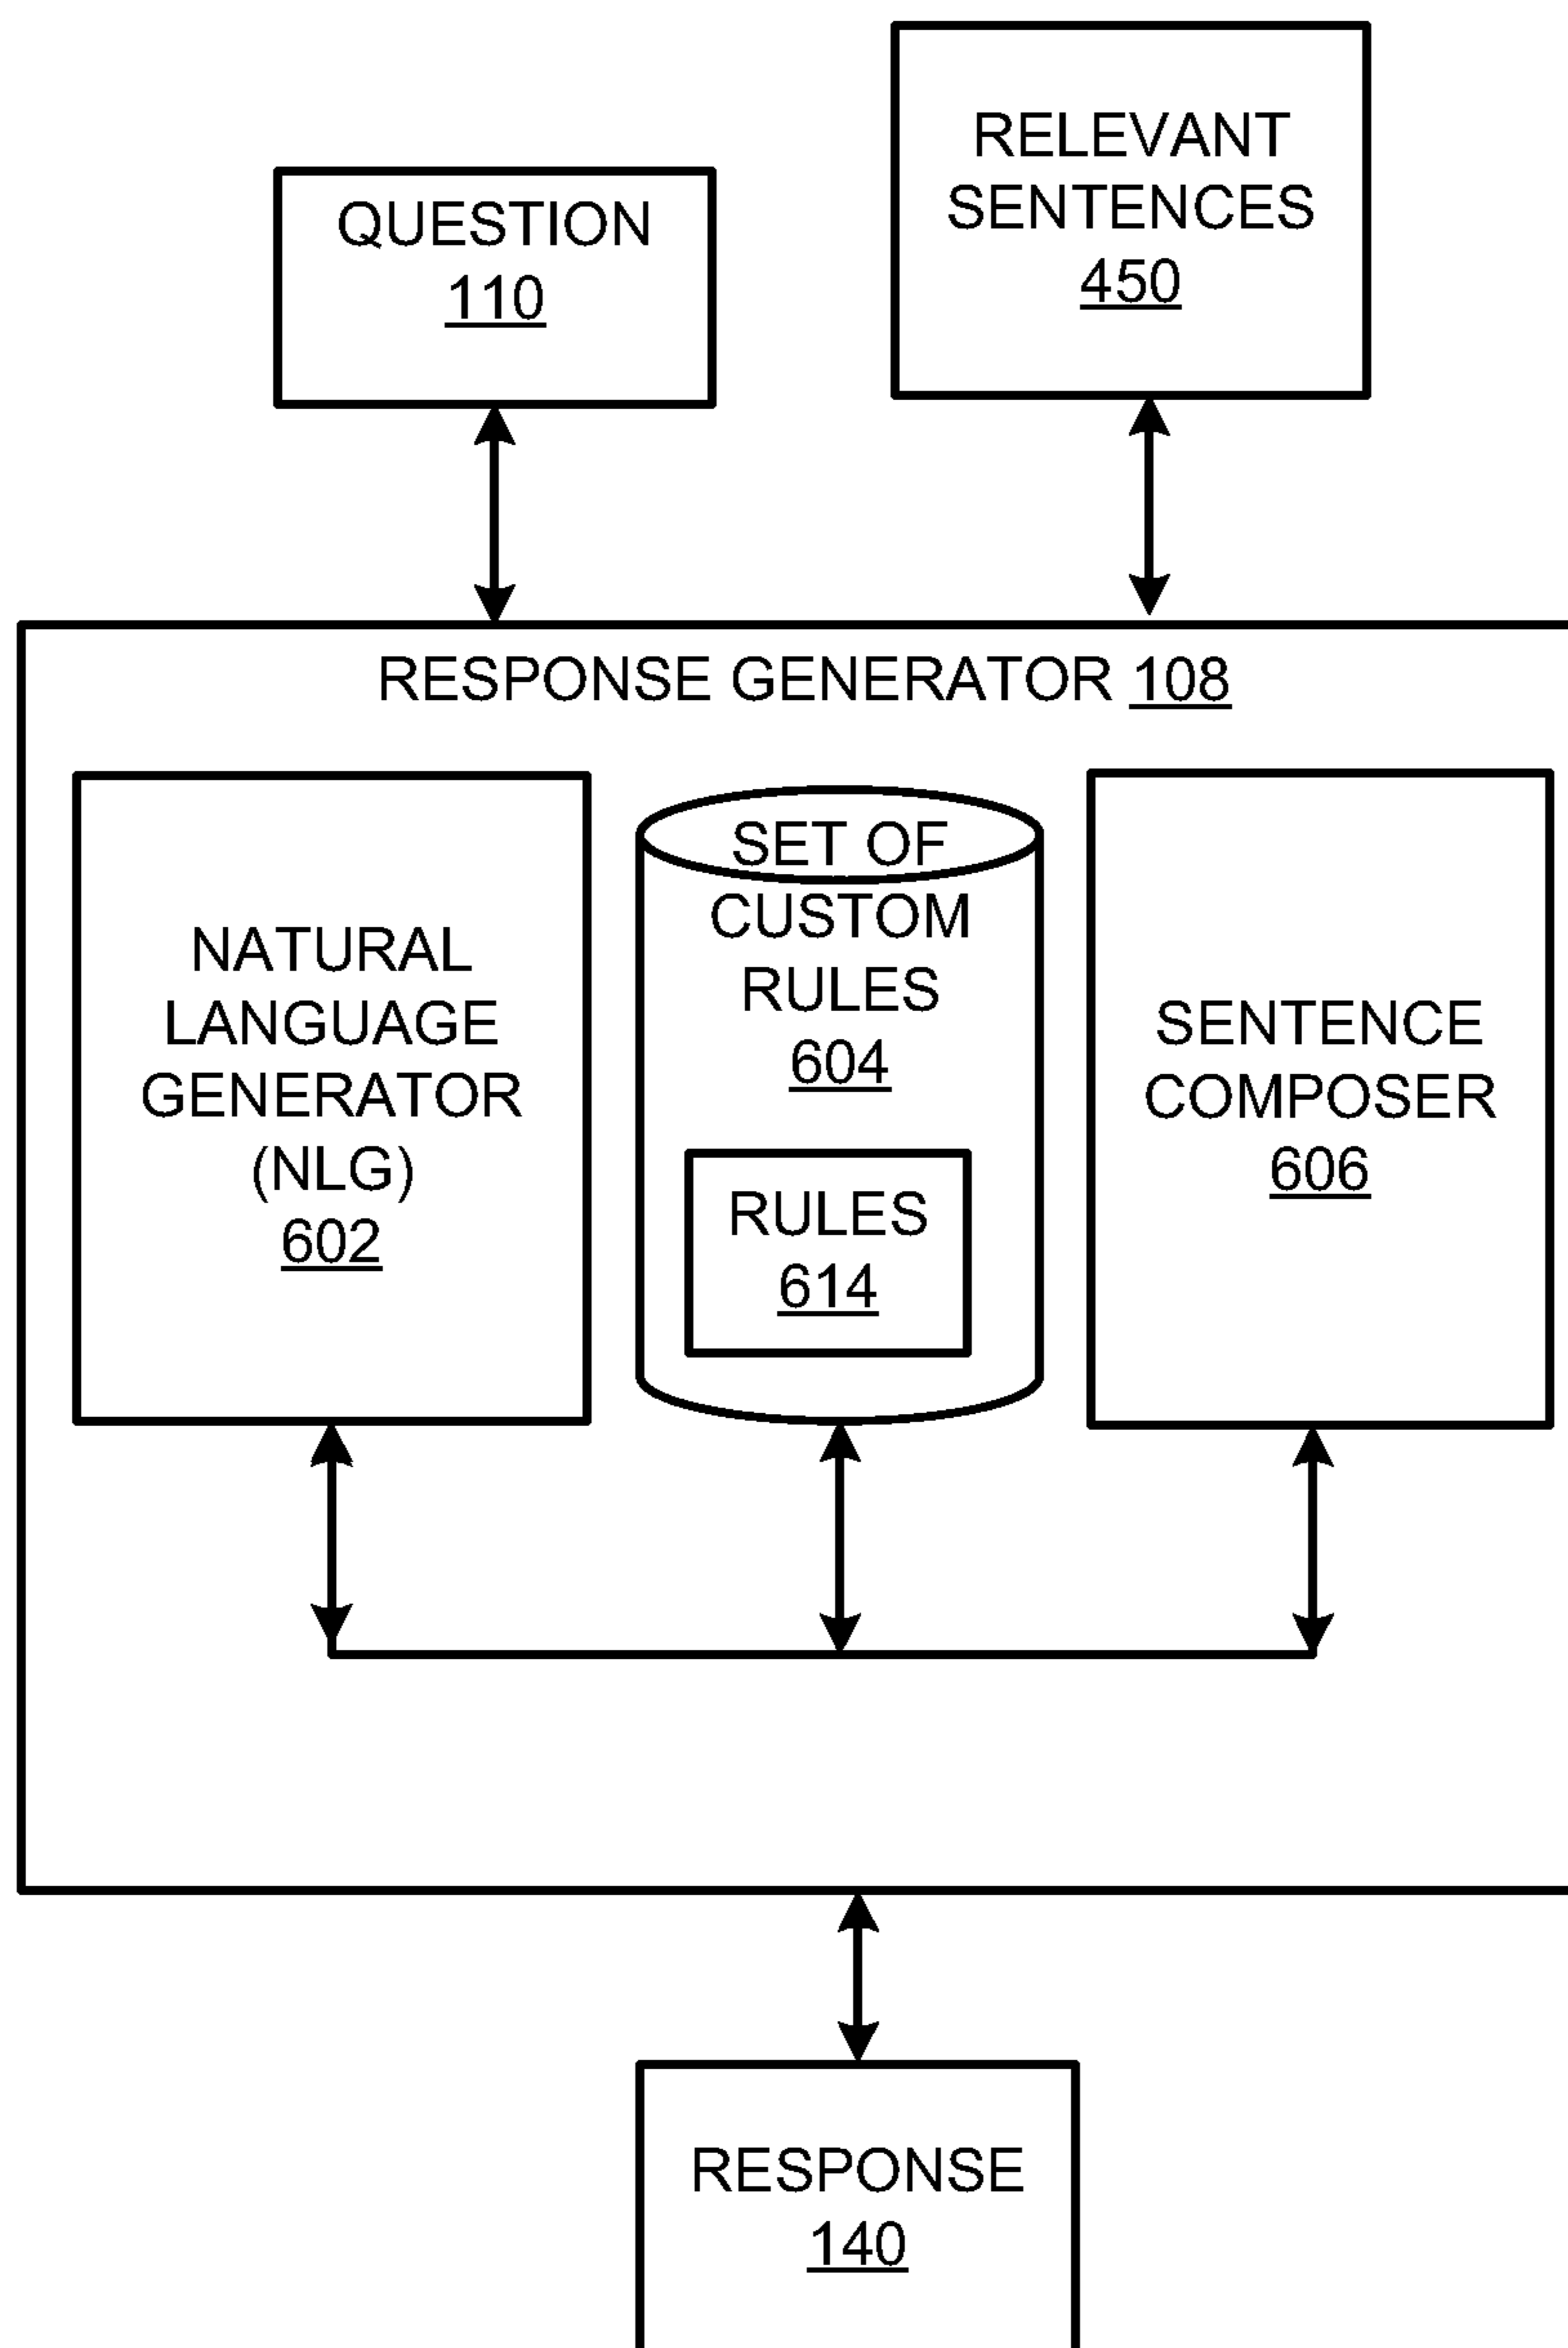 QUESTION
110
RELEVANT
SENTENCES
450
RESPONSE GENERATOR 108
NATURAL
LANGUAGE
GENERATOR
(NLG)
602
SET OF
CUSTOM
RULES
604
RULES
614
SENTENCE
COMPOSER
606
RESPONSE
140